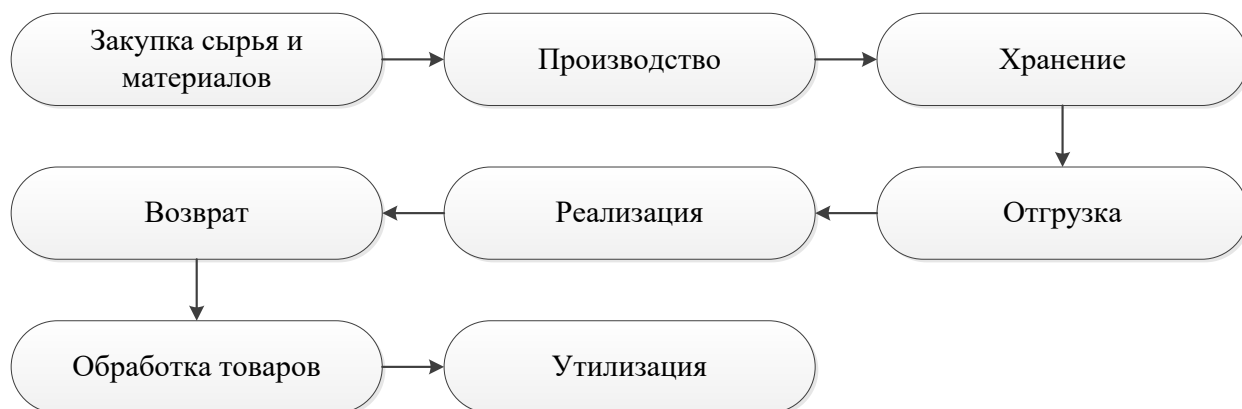 Закупка сырья и
материалов
Производство
Хранение
Возврат
Реализация
Отгрузка
Обработка товаров
Утилизация